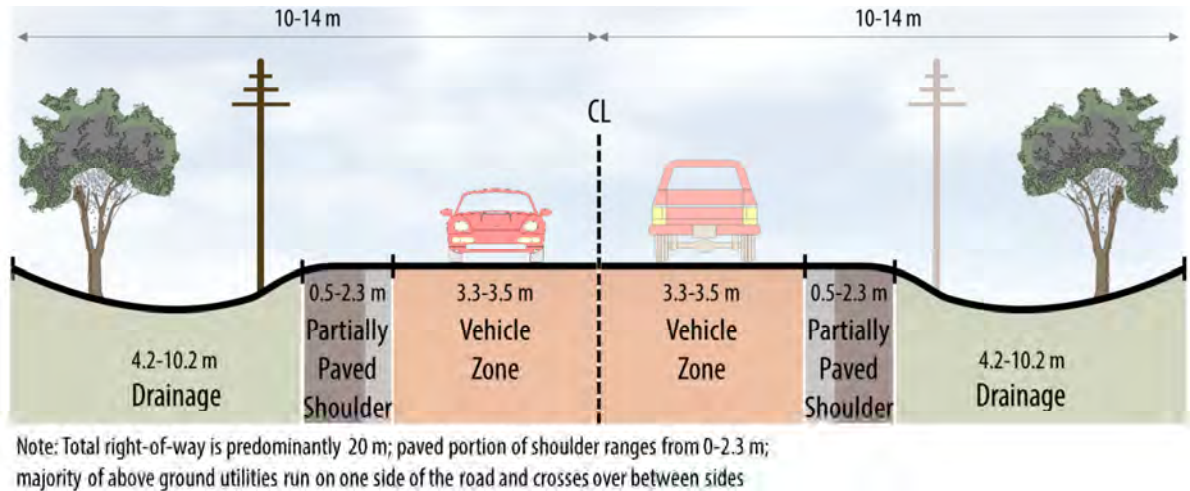 10-14 m
10-14 m
CL
0.5-2.3 m
Partially
Paved
Shoulder
3.3-3.5 m
Vehicle
Zone
3.3-3.5 m
Vehicle
Zone
0.5-2.3 m
Partially
Paved
Shoulder
4.2-10.2 m
Drainage
4.2-10.2 m
Drainage
Note: Total right-of-way is predominantly 20 m; paved portion of shoulder ranges from 0-2.3 m;
majority of above ground utilities run on one side of the road and crosses over between sides